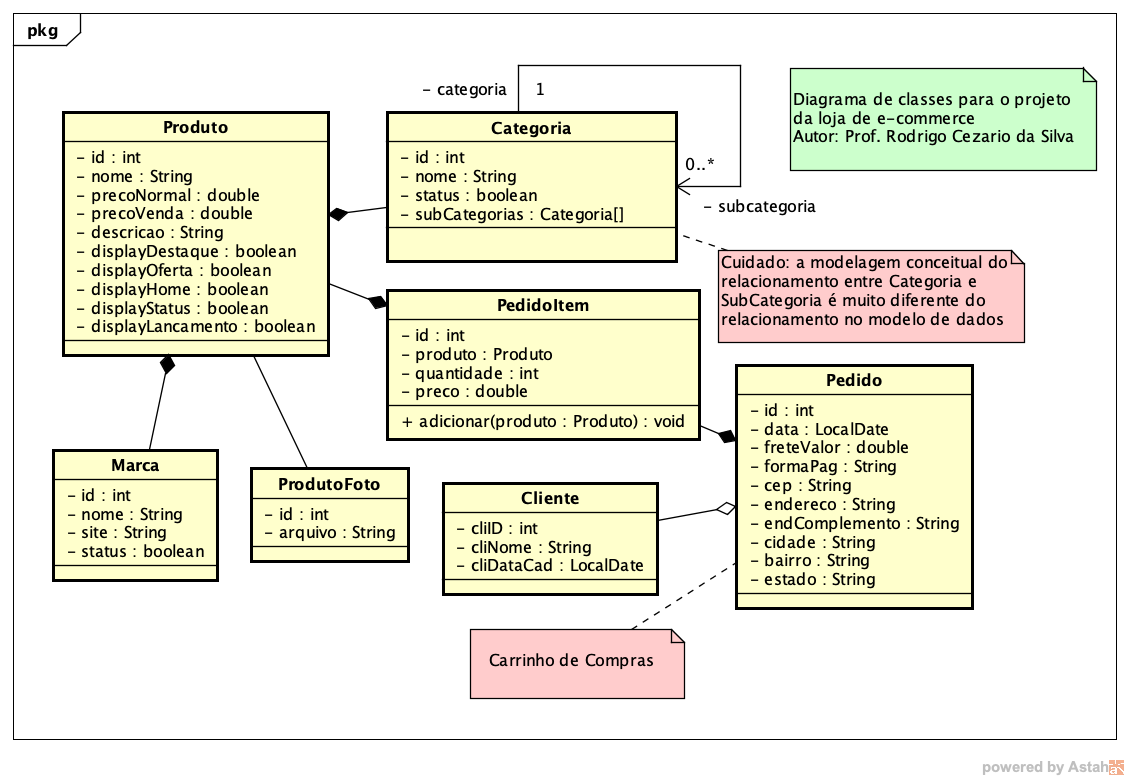 pkg
- categoria
1
0..*
- subcategoria
Diagrama de classes para o projeto
da loja de e-commerce
Autor: Prof. Rodrigo Cezario da Silva
Produto
- id : int
- nome : String
- precoNormal : double
- precoVenda : double
- descricao : String
- displayDestaque : boolean
- displayOferta : boolean
- displayHome : boolean
- displayStatus : boolean
- displayLancamento : boolean
Categoria
- id : int
- nome : String
- status : boolean
- subCategorias : Categoria[]
Cuidado: a modelagem conceitual do
relacionamento entre Categoria e
SubCategoria é muito diferente do
relacionamento no modelo de dados
PedidoItem
- id : int
- produto : Produto
- quantidade : int
- preco : double
+ adicionar(produto : Produto) : void
Pedido
- id : int
- data : LocalDate
- freteValor : double
- formaPag : String
- cep : String
- endereco : String
- endComplemento : String
- cidade : String
- bairro : String
- estado : String
Marca
- id : int
- nome : String
- site : String
- status : boolean
ProdutoFoto
- id : int
- arquivo : String
Cliente
- cliID : int
- cliNome : String
- cliDataCad : LocalDate
Carrinho de Compras
powered by Astah